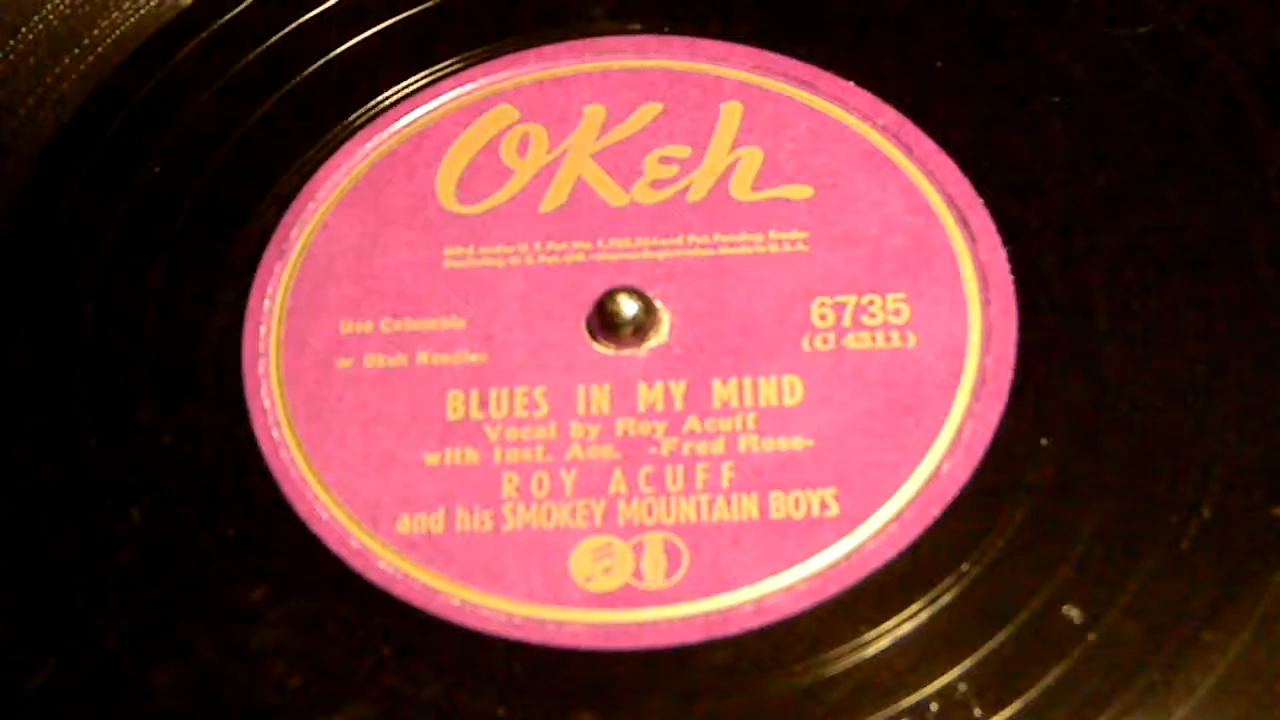 OKeh
6735
(C 4311)
Use Columbia
or Okeh Needles
BLUES IN MY MIND
Vocal by Roy Acuff
with Inst. Acc. -Fred Rose-
ROY ACUFF
and his SMOKEY MOUNTAIN BOYS